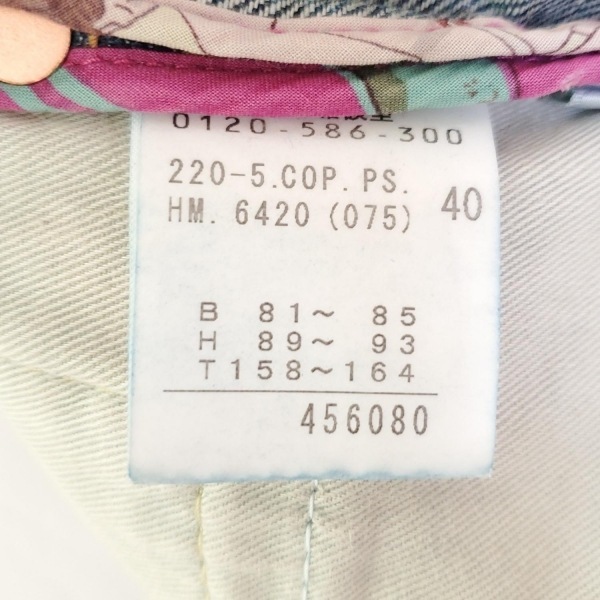 0120-586-300
220-5.COP.PS.
HM. 6420 (075) 40
B 81～ 85
H 89～ 93
T158～164
456080